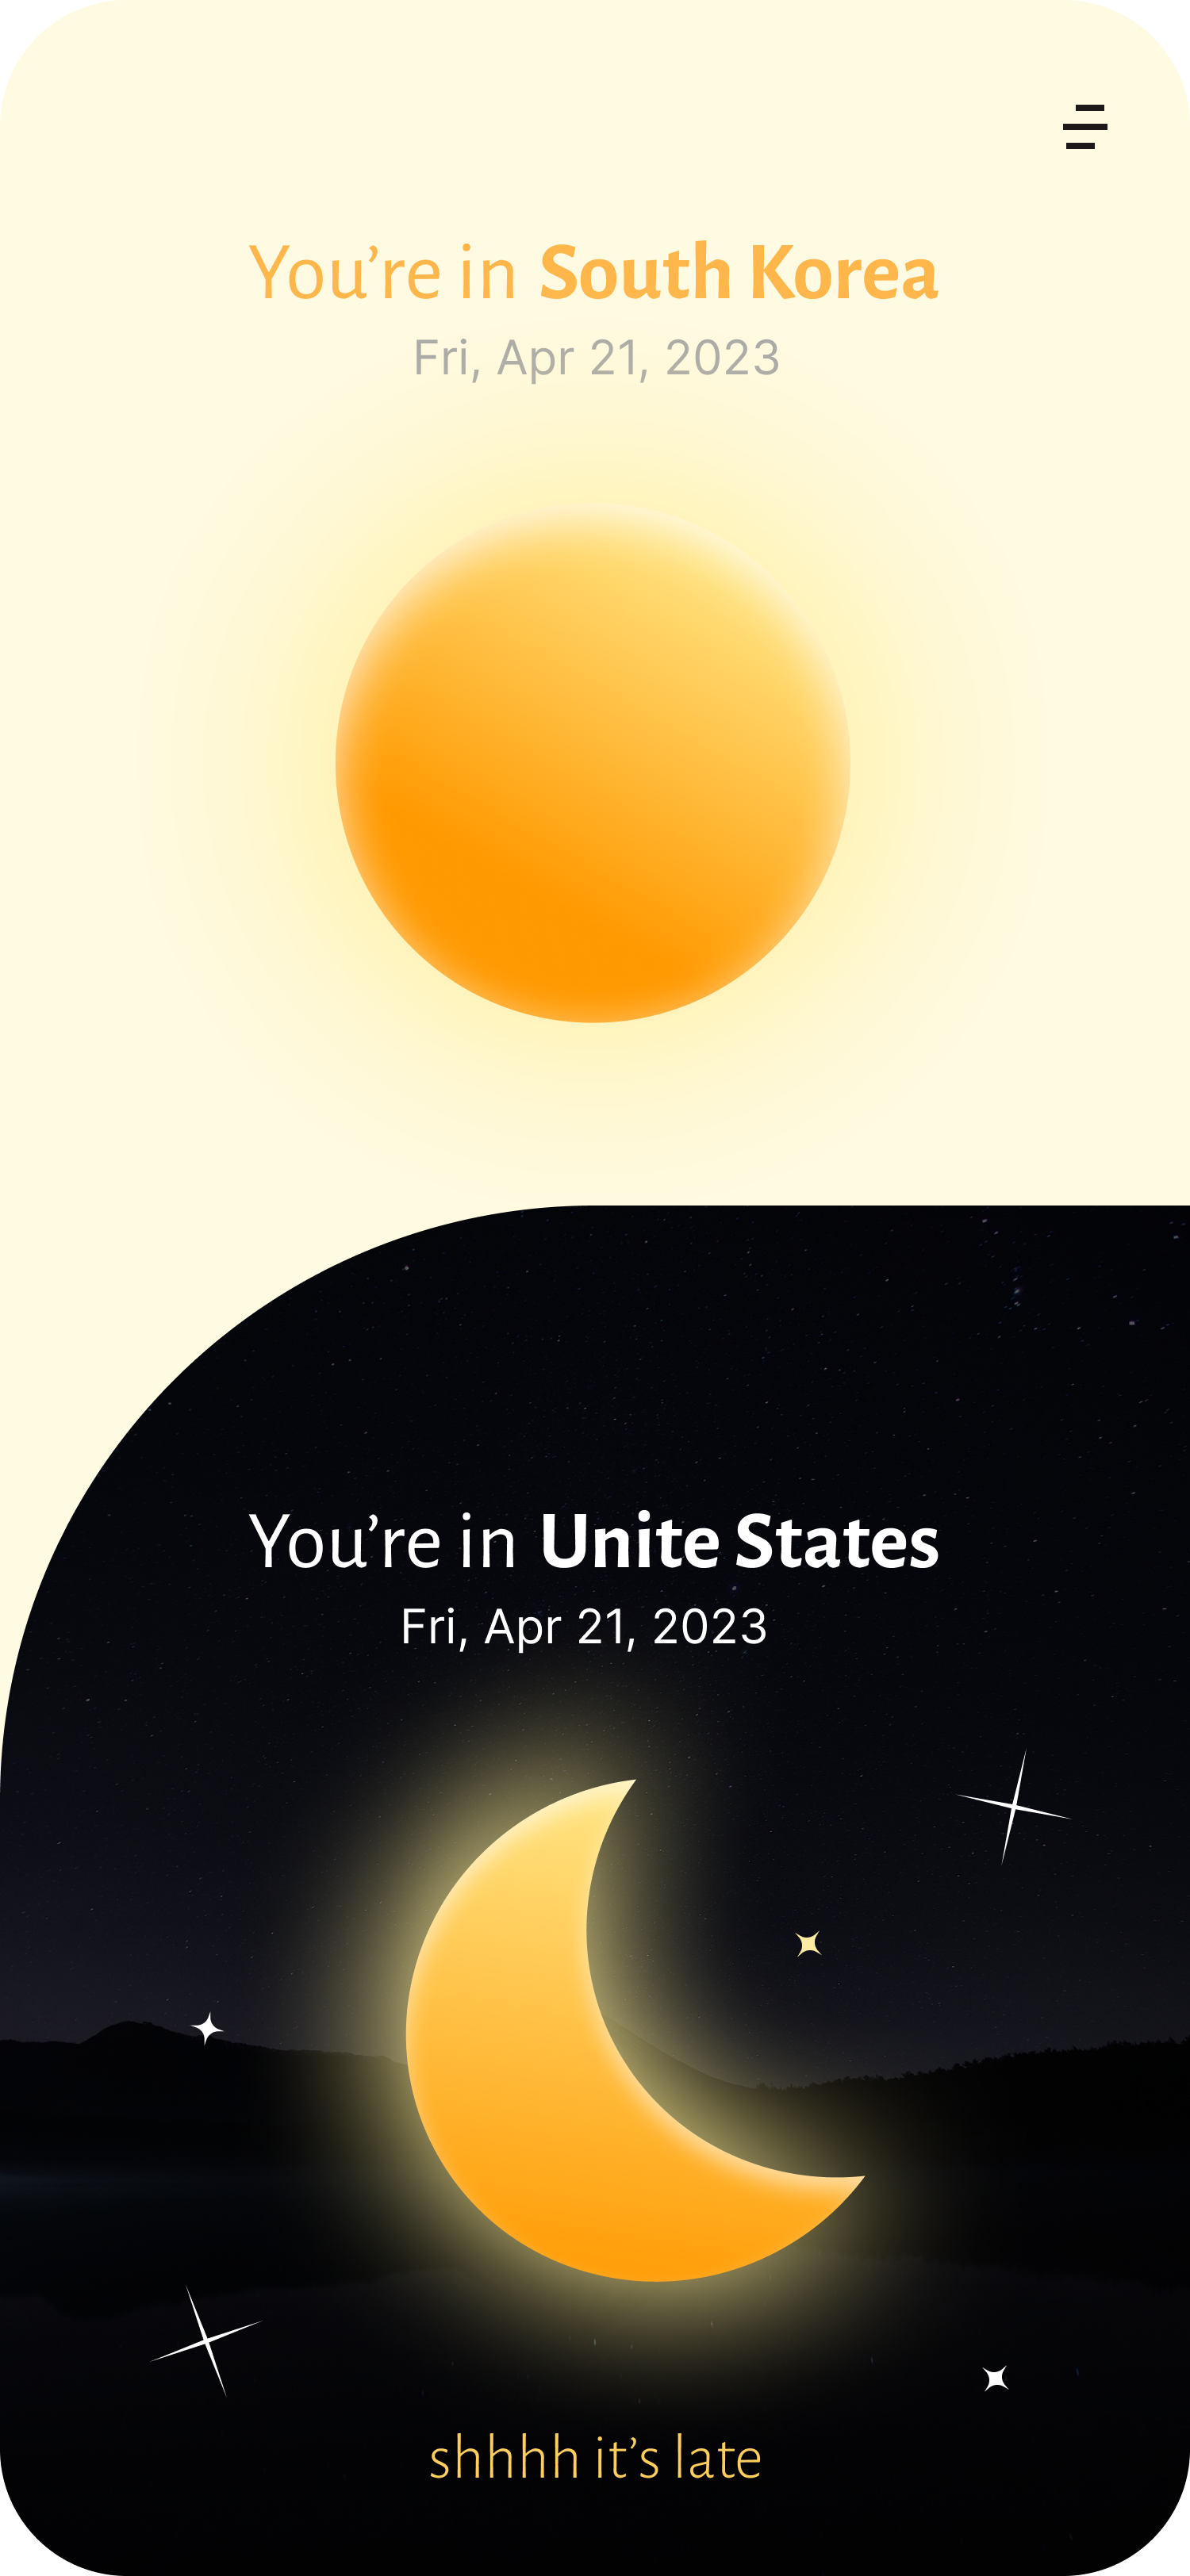 You’re in South Korea
Fri, Apr 21, 2023
You’re in Unite States
Fri, Apr 21, 2023
shhhh it’s late